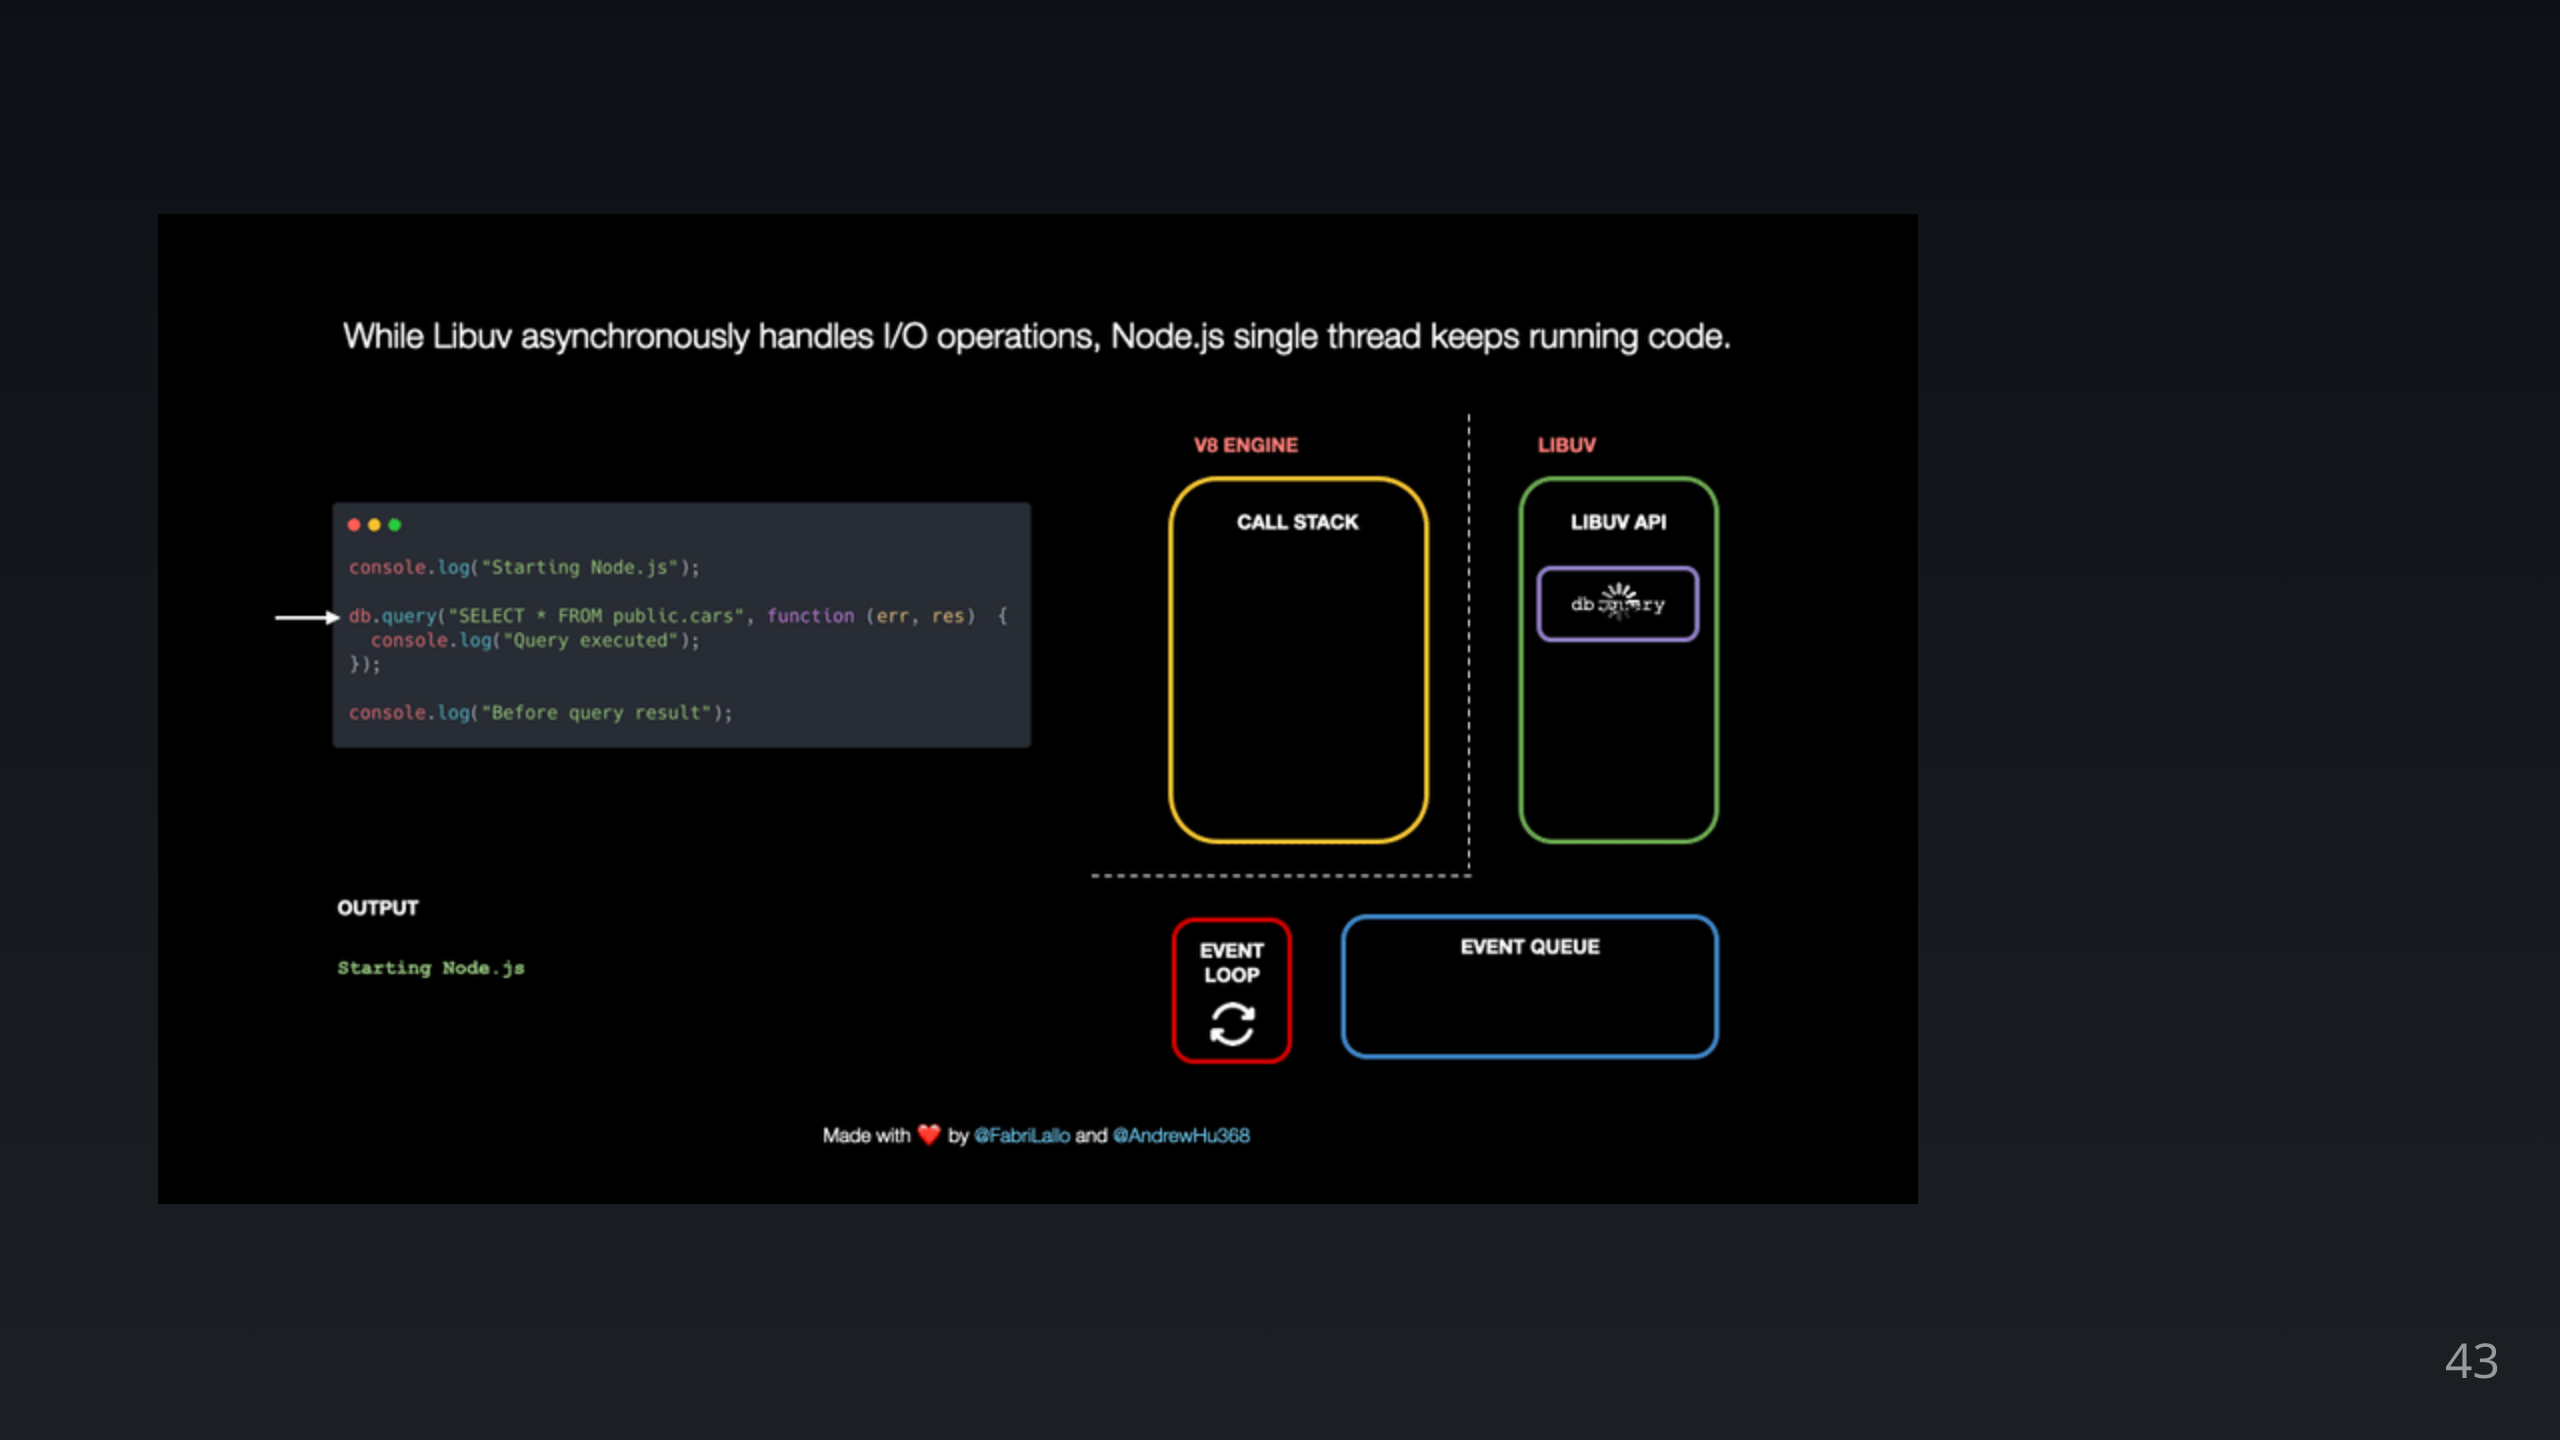 While Libuv asynchronously handles I/O operations, Node.js single thread keeps running code.
V8 ENGINE
LIBUV
CALL STACK
LIBUV API
console.log("Starting Node.js");
db.query("SELECT * FROM public.cars", function (err, res) {
console.log("Query executed");
});
console.log("Before query result");
db.query
OUTPUT
Starting Node.js
EVENT
LOOP
EVENT QUEUE
Made with ❤️ by @FabriLallo and @AndrewHu368
43